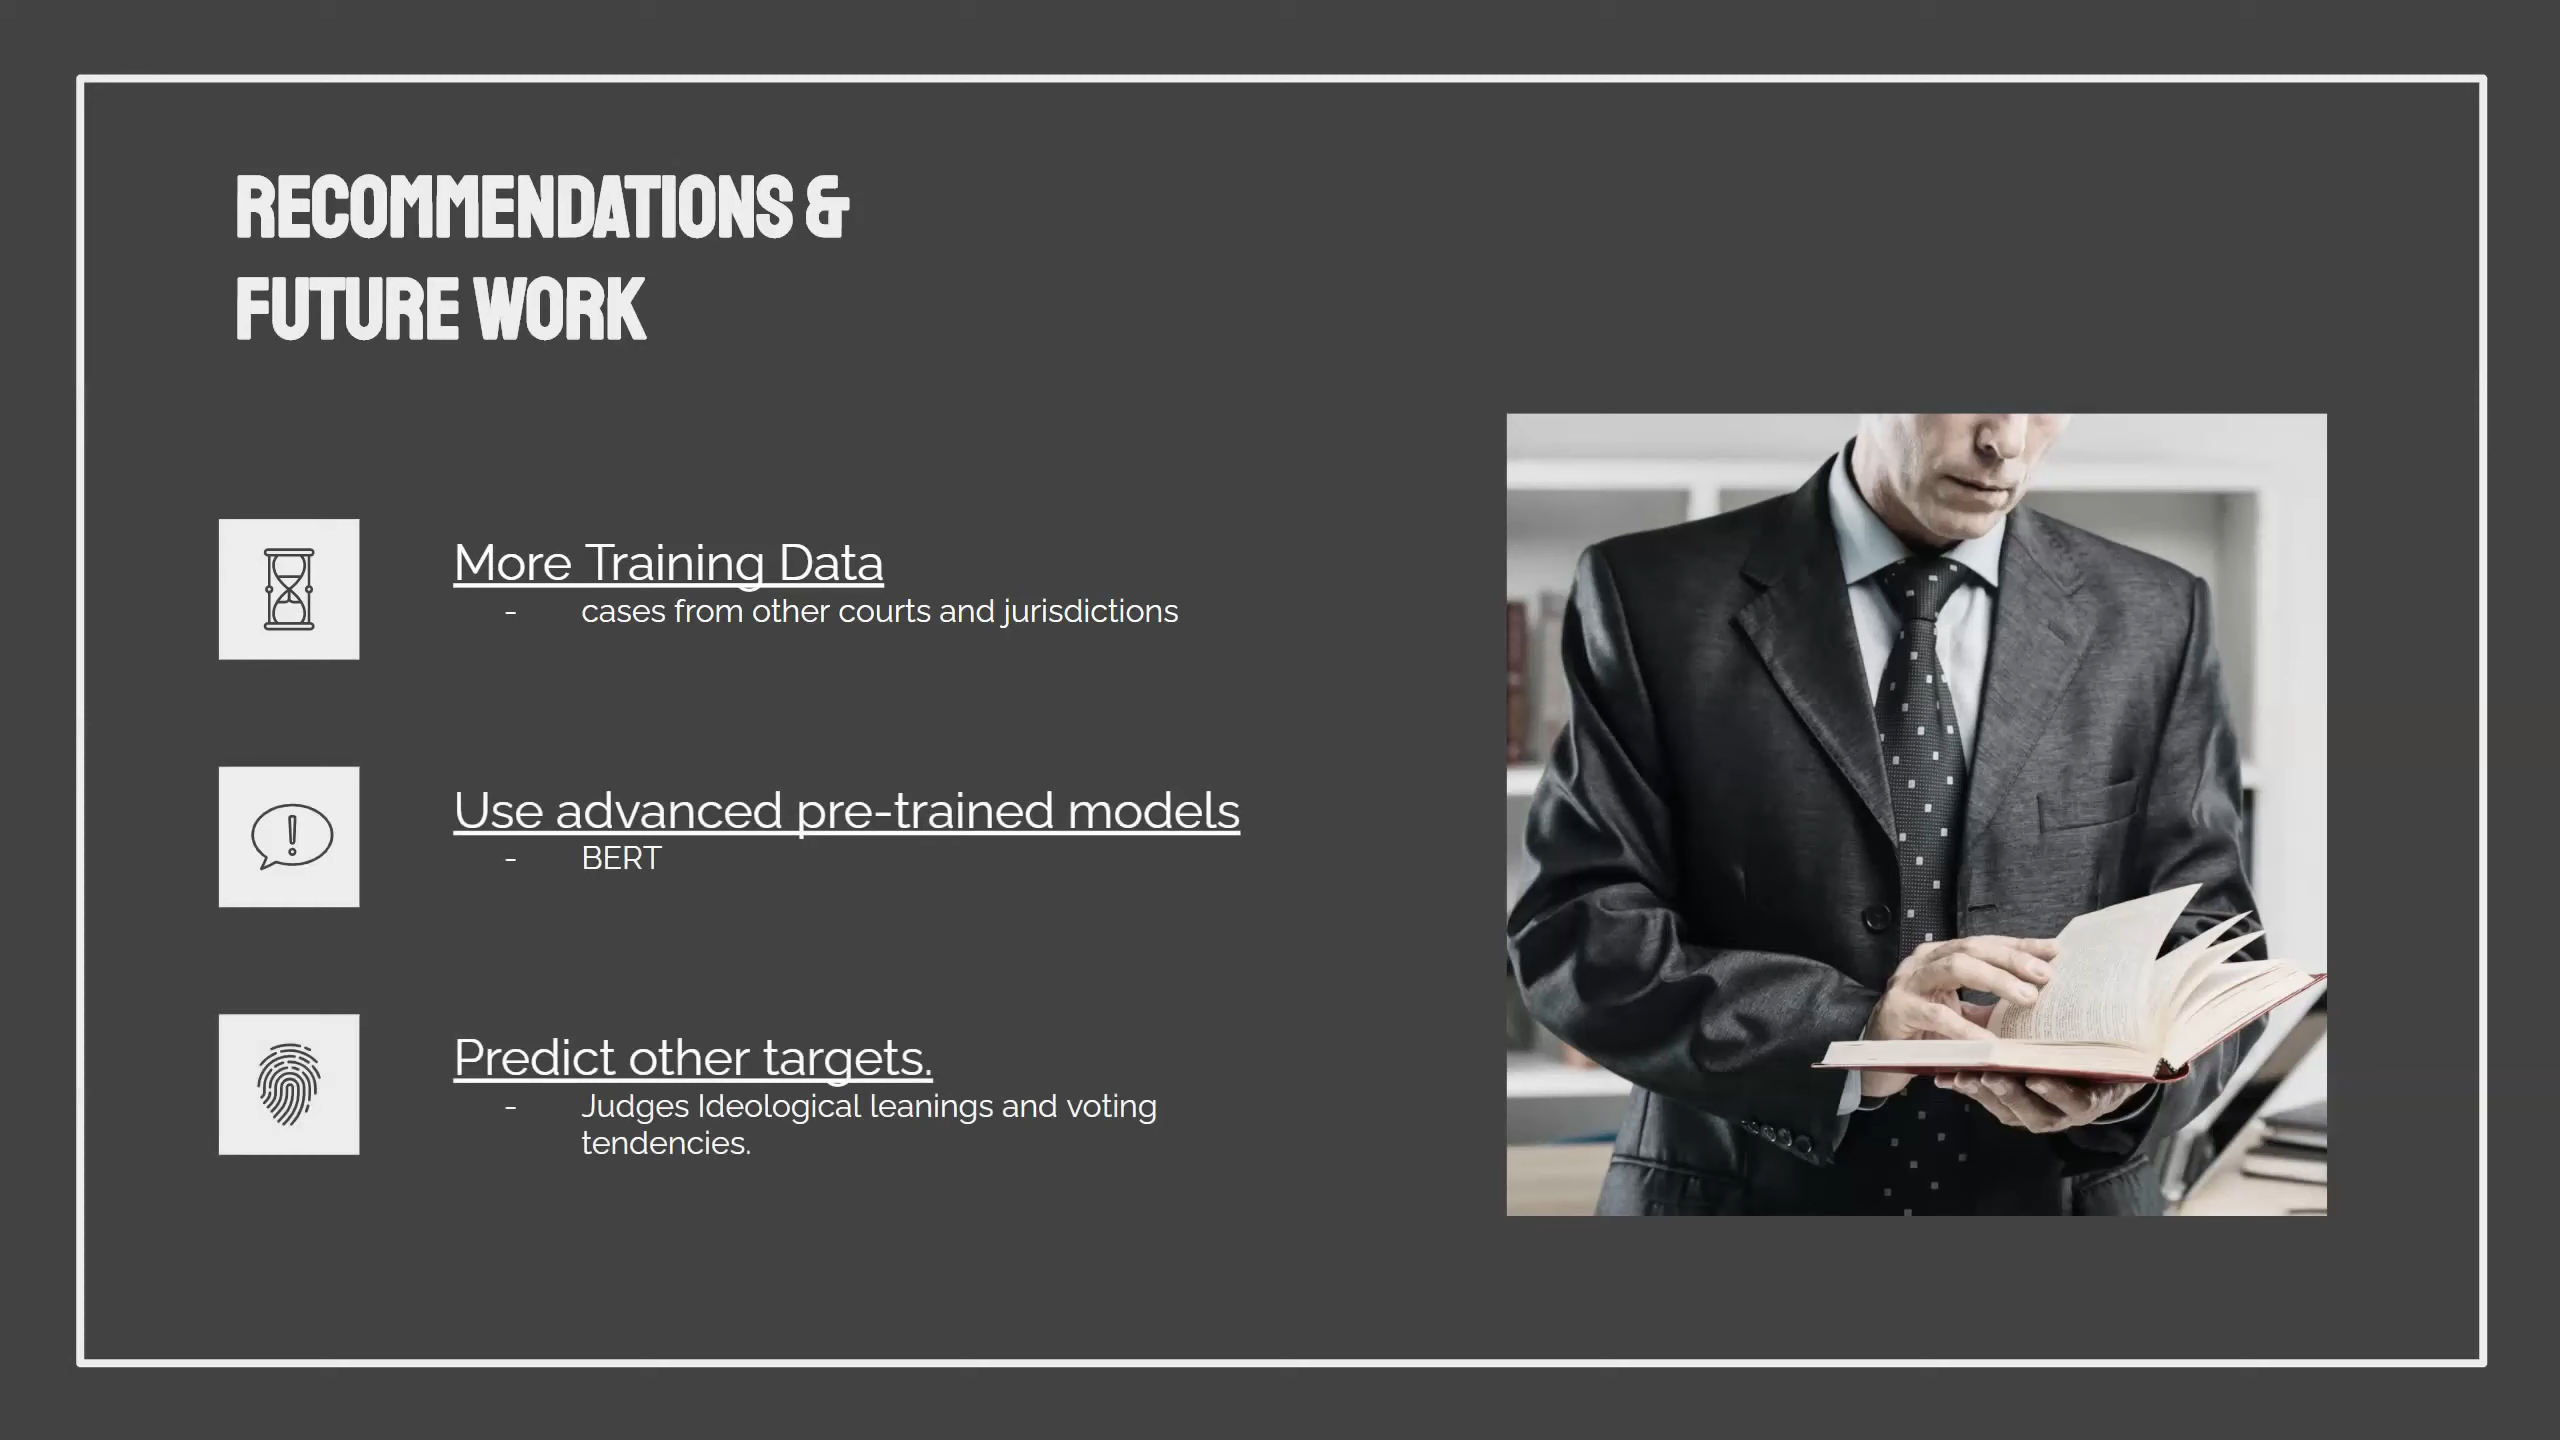 RECOMMENDATIONS &
FUTURE WORK
More Training Data
- cases from other courts and jurisdictions
Use advanced pre-trained models
- BERT
Predict other targets.
- Judges Ideological leanings and voting
tendencies.